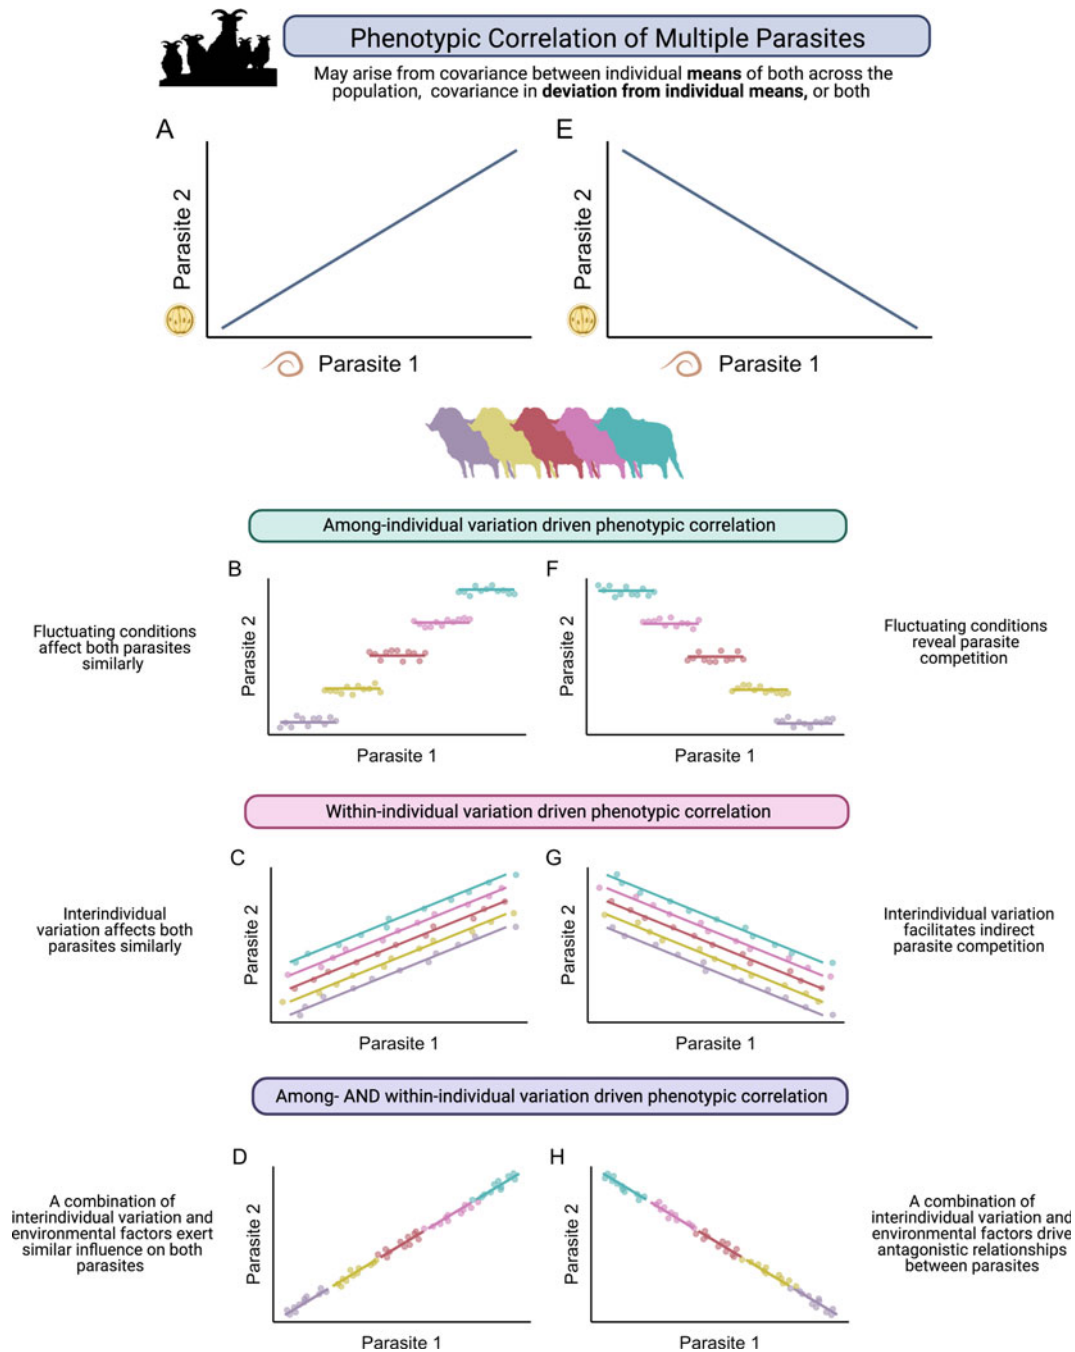 Phenotypic Correlation of Multiple Parasites
May arise from covariance between individual means of both across the
population, covariance in deviation from individual means, or both
A
Parasite 2
Parasite 1
E
Parasite 2
Parasite 1
Among-individual variation driven phenotypic correlation
Fluctuating conditions
affect both parasites
similarly
B
Parasite 2
Parasite 1
F
Parasite 2
Parasite 1
Fluctuating conditions
reveal parasite
competition
Within-individual variation driven phenotypic correlation
Interindividual
variation affects both
parasites similarly
C
Parasite 2
Parasite 1
G
Parasite 2
Parasite 1
Interindividual variation
facilitates indirect
parasite competition
Among- AND within-individual variation driven phenotypic correlation
A combination of
interindividual variation and
environmental factors exert
similar influence on both
parasites
D
Parasite 2
Parasite 1
H
Parasite 2
Parasite 1
A combination of
interindividual variation and
environmental factors drive
antagonistic relationships
between parasites